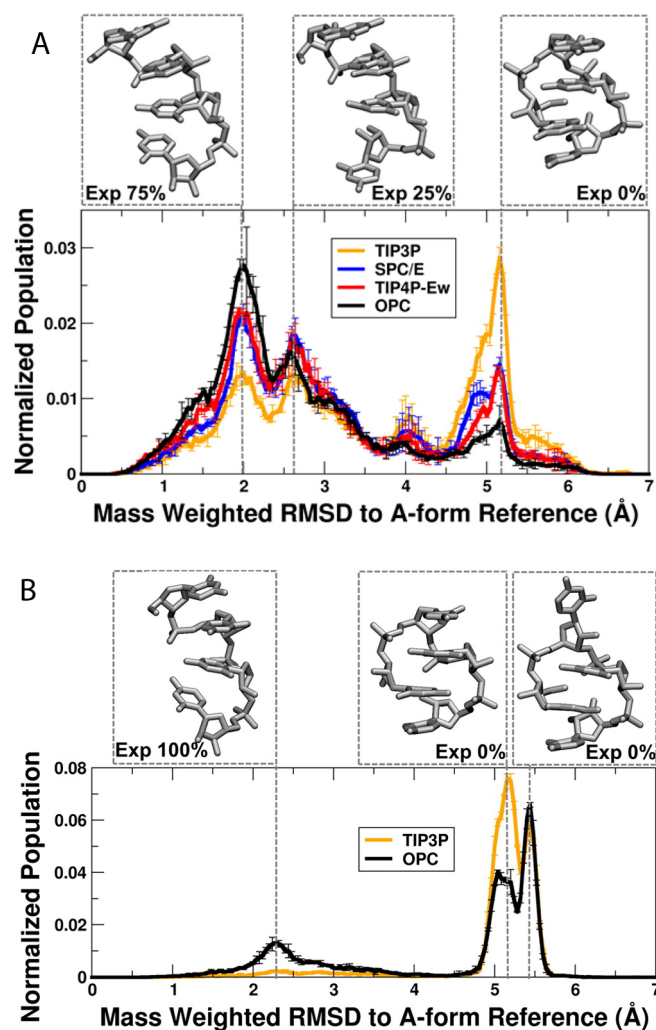 A
Exp 75%
Exp 25%
Exp 0%
Normalized Population
0.03
0.02
0.01
0
TIP3P
SPC/E
TIP4P-Ew
OPC
0 1 2 3 4 5 6 7
Mass Weighted RMSD to A-form Reference (Å)
B
Exp 100%
Exp 0%
Exp 0%
Normalized Population
0.08
0.06
0.04
0.02
0
TIP3P
OPC
0 1 2 3 4 5 6 7
Mass Weighted RMSD to A-form Reference (Å)